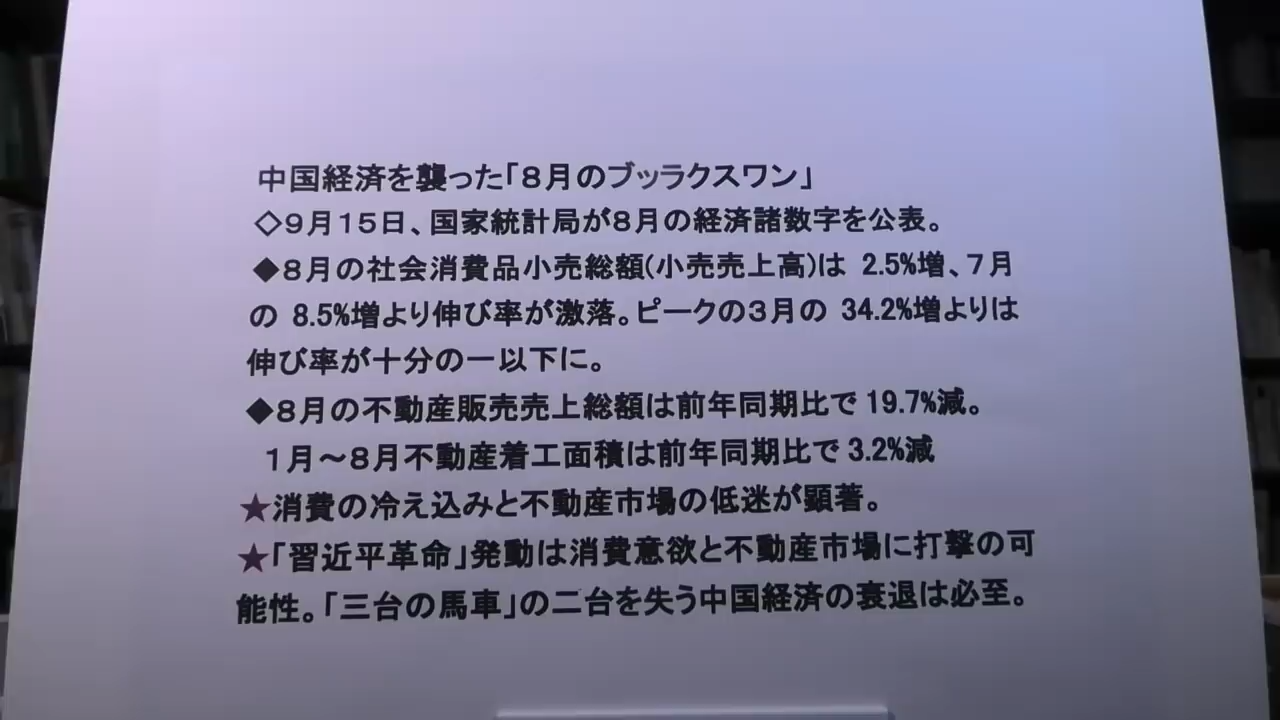 中国経済を襲った「８月のブッラクスワン」
◇９月１５日、国家統計局が８月の経済諸数字を公表。
◆８月の社会消費品小売総額(小売売上高)は 2.5%増、７月
の 8.5%増より伸び率が激落。ピークの３月の 34.2%増よりは
伸び率が十分の一以下に。
◆８月の不動産販売売上総額は前年同期比で 19.7%減。
１月～８月不動産着工面積は前年同期比で 3.2%減
★消費の冷え込みと不動産市場の低迷が顕著。
★「習近平革命」発動は消費意欲と不動産市場に打撃の可
能性。「三台の馬車」の二台を失う中国経済の衰退は必至。